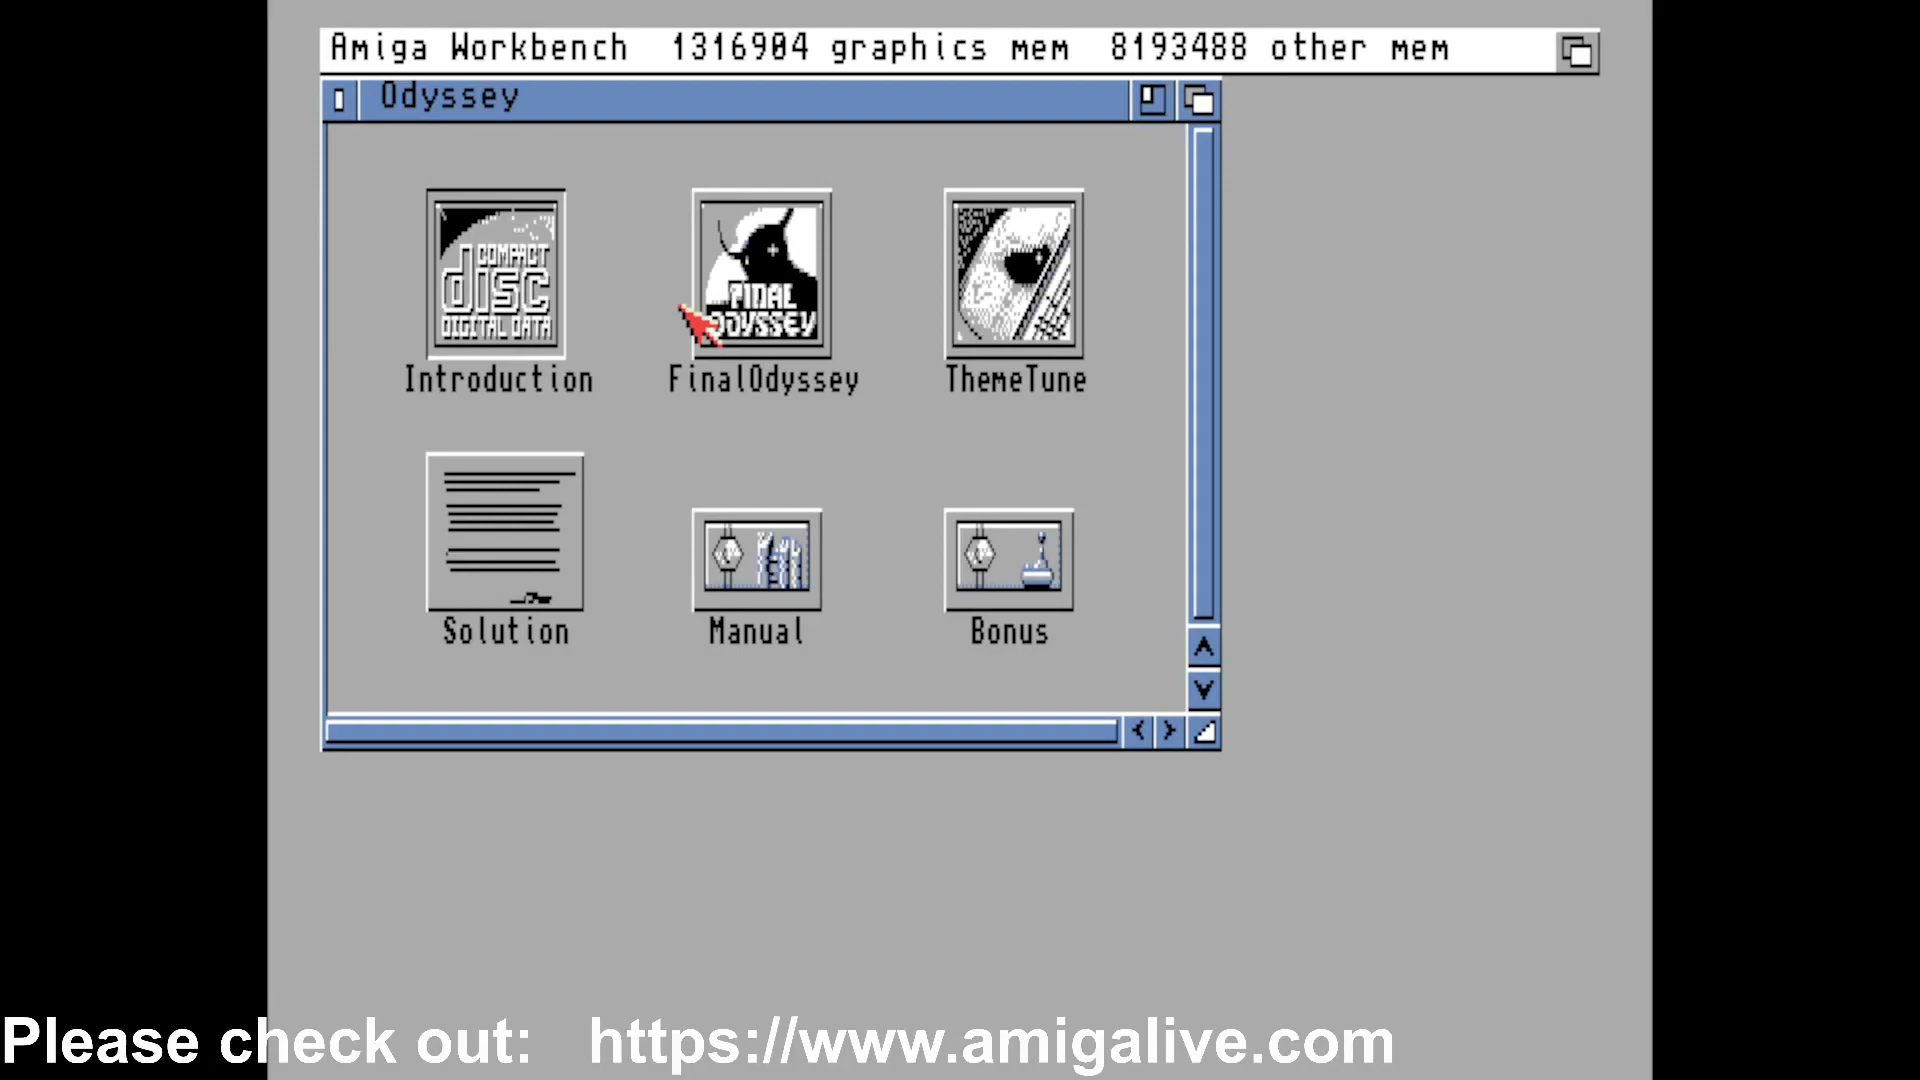 Amiga Workbench 1316904 graphics mem 8193488 other mem
Odyssey
COMPACT
disc
DIGITAL DATA
FINAL
ODYSSEY
Introduction FinalOdyssey ThemeTune
Solution Manual Bonus
Please check out: https://www.amigalive.com